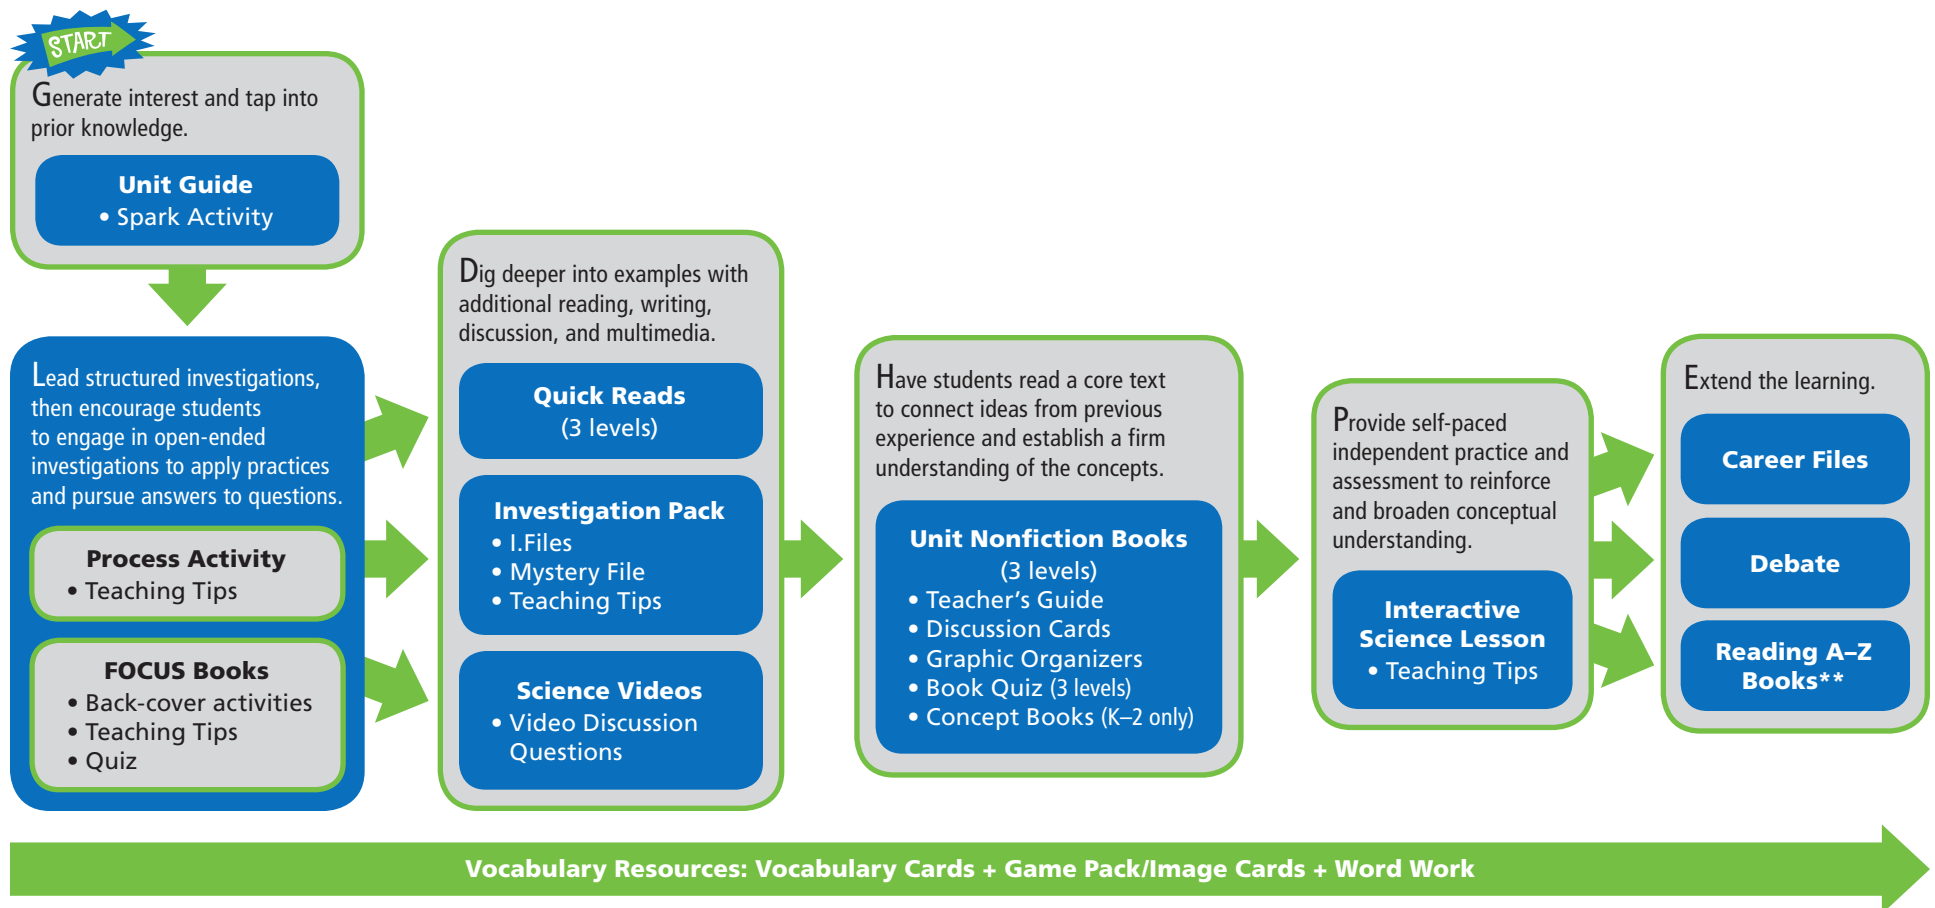 START
Generate interest and tap into
prior knowledge.
Unit Guide
• Spark Activity
Lead structured investigations,
then encourage students
to engage in open-ended
investigations to apply practices
and pursue answers to questions.
Process Activity
• Teaching Tips
FOCUS Books
• Back-cover activities
• Teaching Tips
• Quiz
Dig deeper into examples with
additional reading, writing,
discussion, and multimedia.
Quick Reads
(3 levels)
Investigation Pack
• I.Files
• Mystery File
• Teaching Tips
Science Videos
• Video Discussion
Questions
Have students read a core text
to connect ideas from previous
experience and establish a firm
understanding of the concepts.
Unit Nonfiction Books
(3 levels)
• Teacher’s Guide
• Discussion Cards
• Graphic Organizers
• Book Quiz (3 levels)
• Concept Books (K–2 only)
Provide self-paced
independent practice and
assessment to reinforce
and broaden conceptual
understanding.
Interactive
Science Lesson
• Teaching Tips
Extend the learning.
Career Files
Debate
Reading A–Z
Books**
Vocabulary Resources: Vocabulary Cards + Game Pack/Image Cards + Word Work